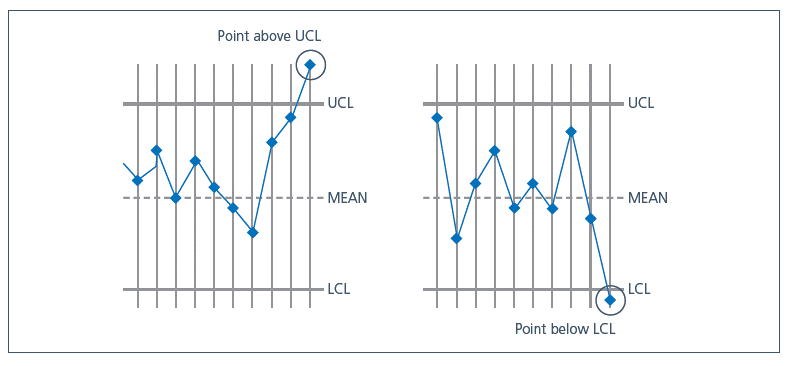 Point above UCL
UCL
MEAN
LCL
UCL
MEAN
LCL
Point below LCL